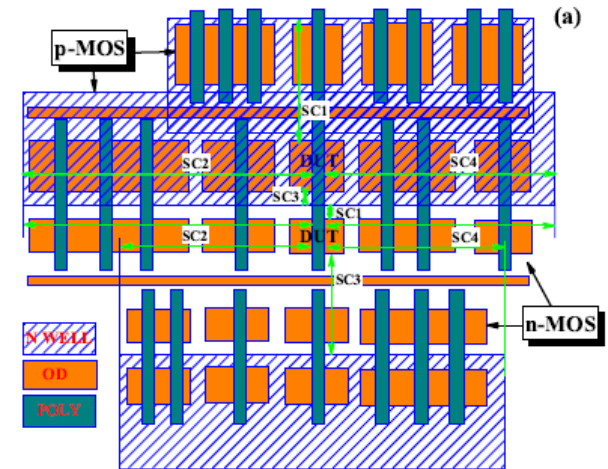 (a)
p-MOS
SC1
SC2
DUT
SC4
SC3
SC1
SC2
DUT
SC4
SC3
n-MOS
N WELL
OD
POLY